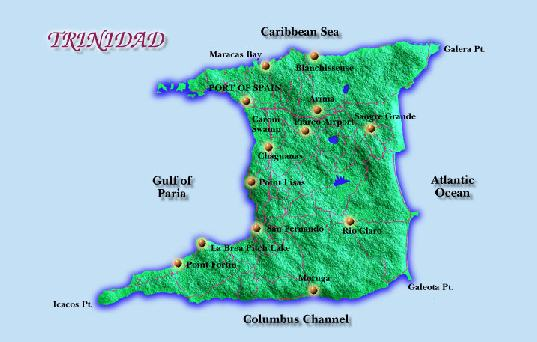 TRINIDAD
Caribbean Sea
Maracas Bay
Blanchisseuse
Galera Pt.
PORT OF SPAIN
Arima
Caroni
Swamp
Piarco Airport
Sangre Grande
Chaguanas
Gulf of
Paria
Point Lisas
Atlantic
Ocean
San Fernando
Rio Claro
La Brea Pitch Lake
Point Fortin
Moruga
Galeota Pt.
Icacos Pt.
Columbus Channel